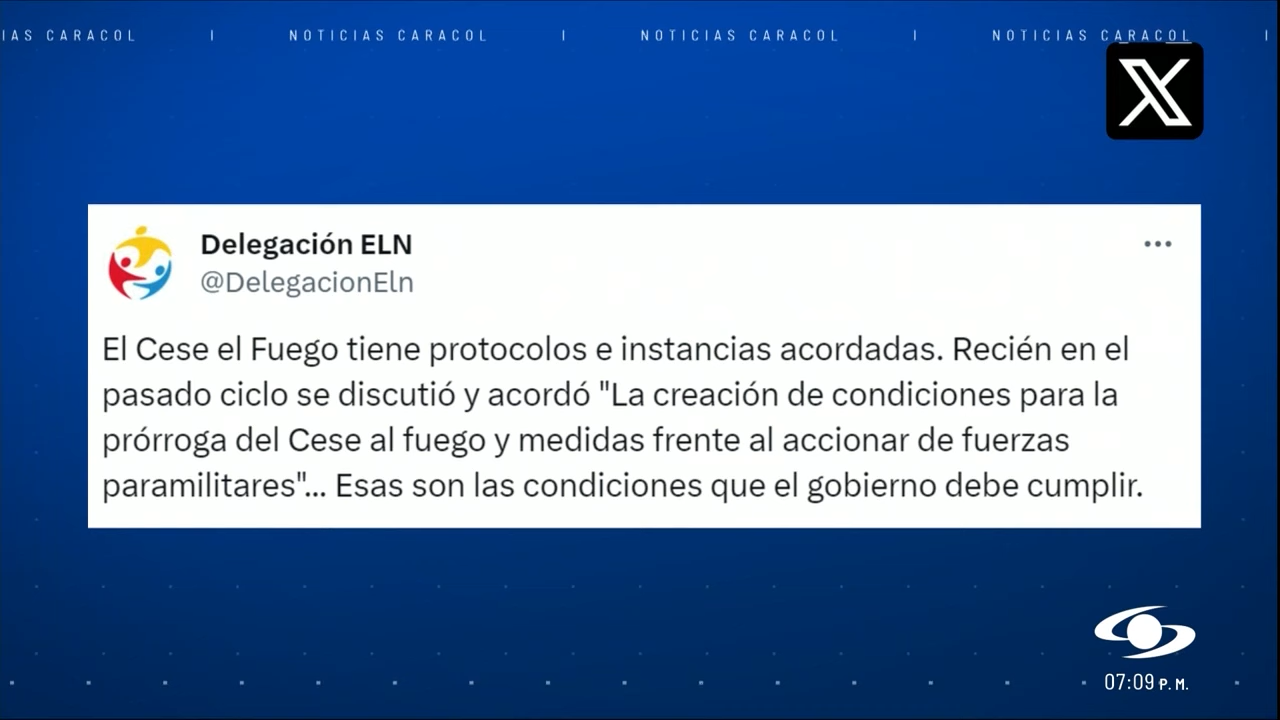 IAS CARACOL | NOTICIAS CARACOL | NOTICIAS CARACOL | NOTICIAS CARACOL |
X
Delegación ELN
@DelegacionEln
El Cese el Fuego tiene protocolos e instancias acordadas. Recién en el
pasado ciclo se discutió y acordó "La creación de condiciones para la
prórroga del Cese al fuego y medidas frente al accionar de fuerzas
paramilitares"... Esas son las condiciones que el gobierno debe cumplir.
07:09 P. M.